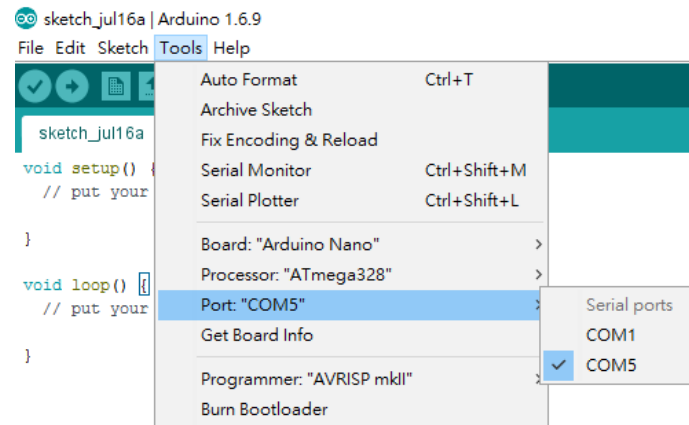 sketch_jul16a | Arduino 1.6.9
File Edit Sketch Tools Help
sketch_jul16a
void setup() {
// put your
}
void loop() {
// put your
}
Auto Format Ctrl+T
Archive Sketch
Fix Encoding & Reload
Serial Monitor Ctrl+Shift+M
Serial Plotter Ctrl+Shift+L
Board: "Arduino Nano"
Processor: "ATmega328"
Port: "COM5"
Get Board Info
Programmer: "AVRISP mkII"
Burn Bootloader
Serial ports
COM1
COM5